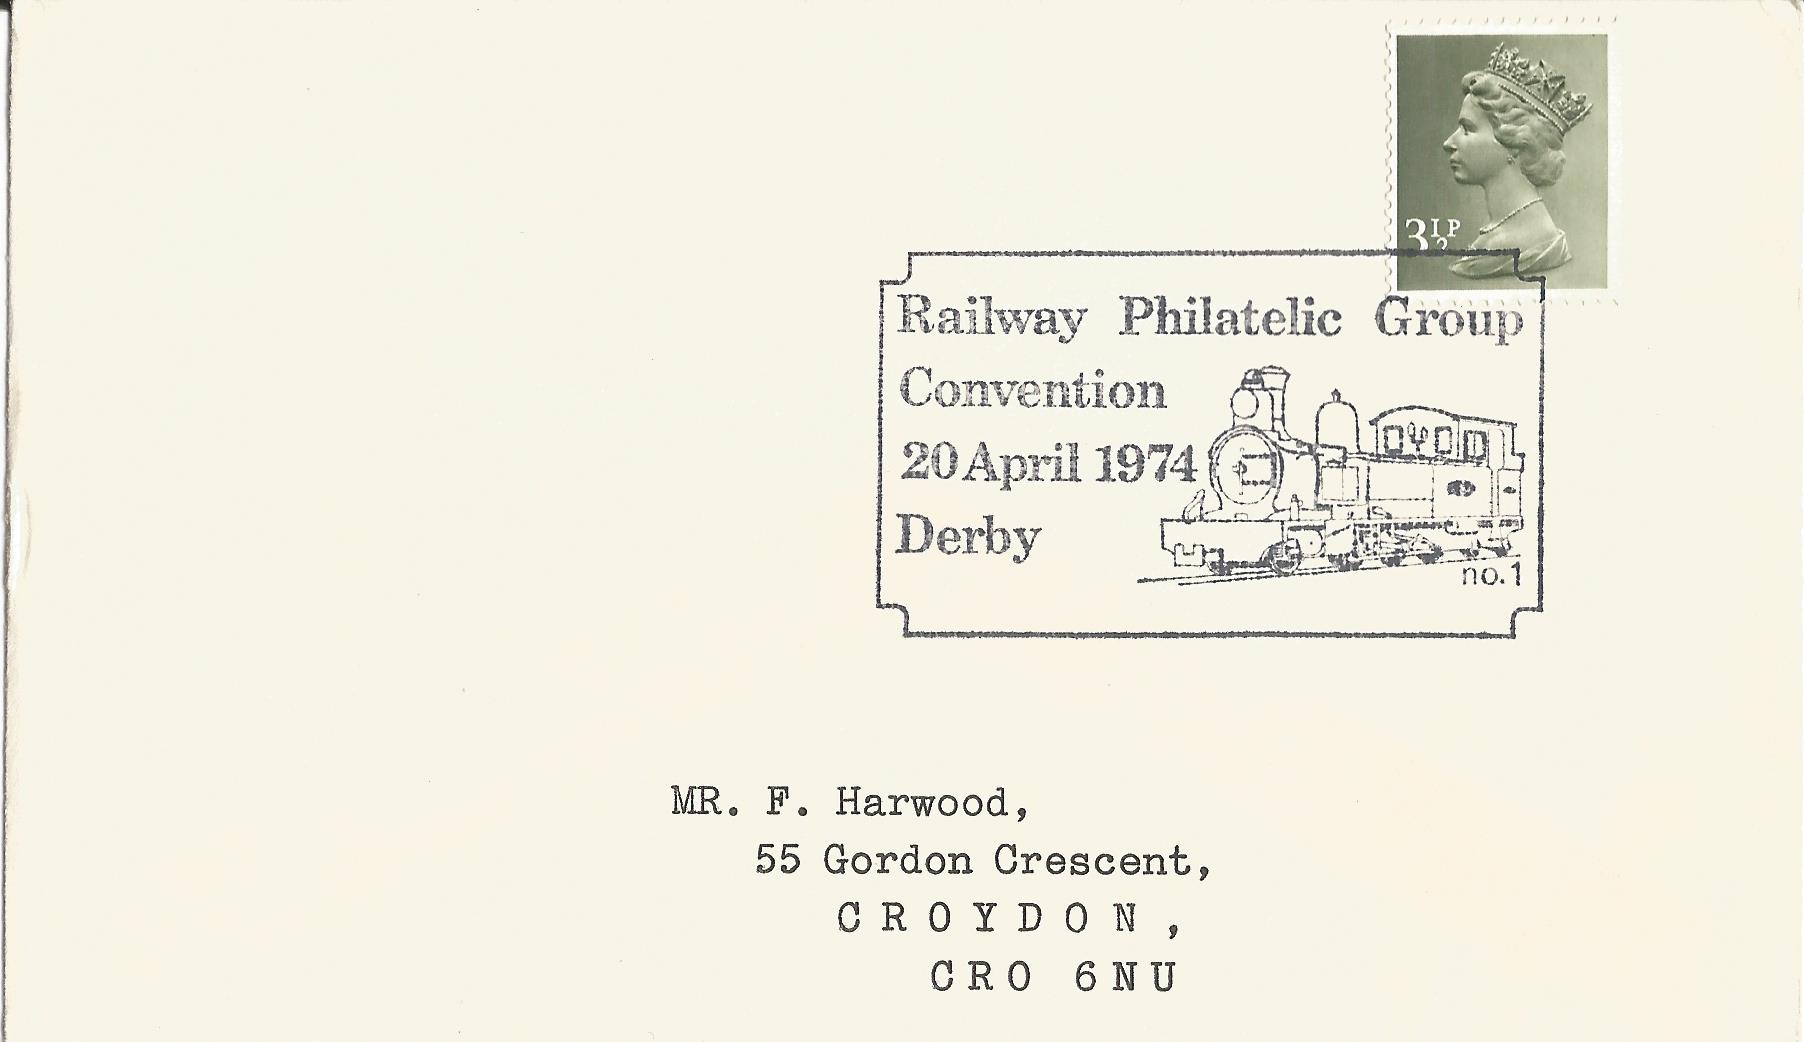 3½P
Railway Philatelic Group
Convention
20 April 1974
Derby
no.1
MR. F. Harwood,
55 Gordon Crescent,
CROYDON,
CRO 6NU